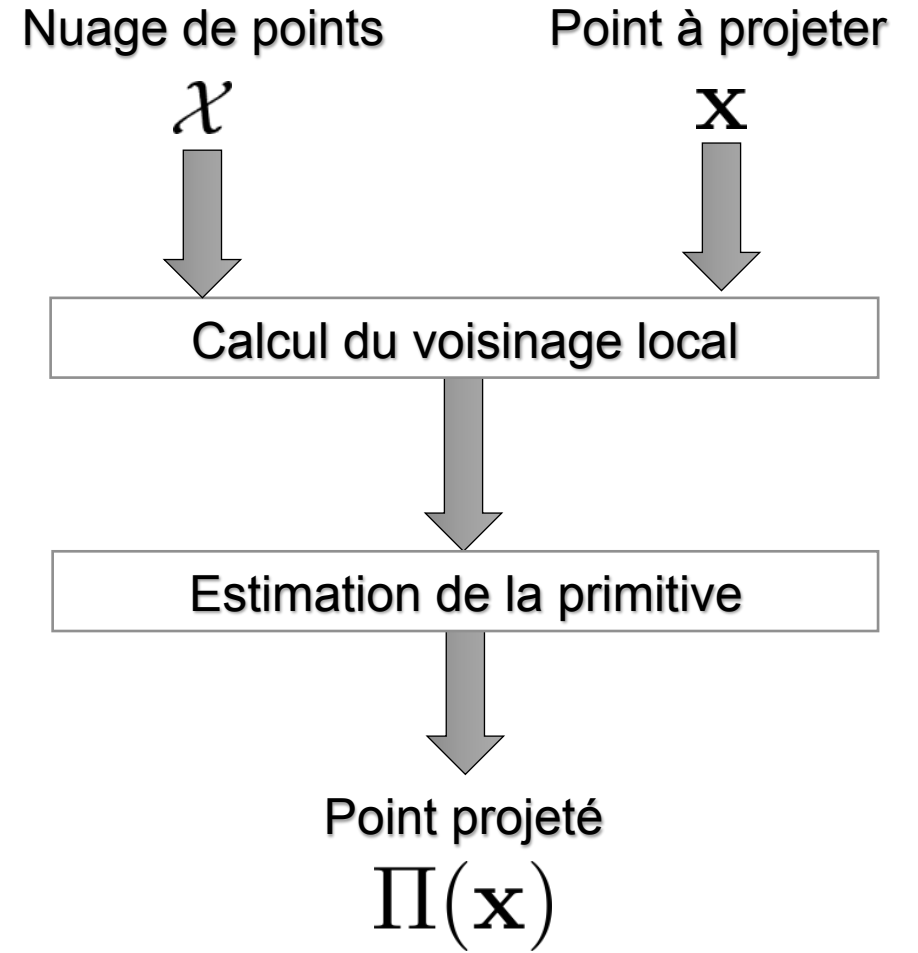 Nuage de points Point à projeter
𝒳 𝐱
Calcul du voisinage local
Estimation de la primitive
Point projeté
Π(𝐱)